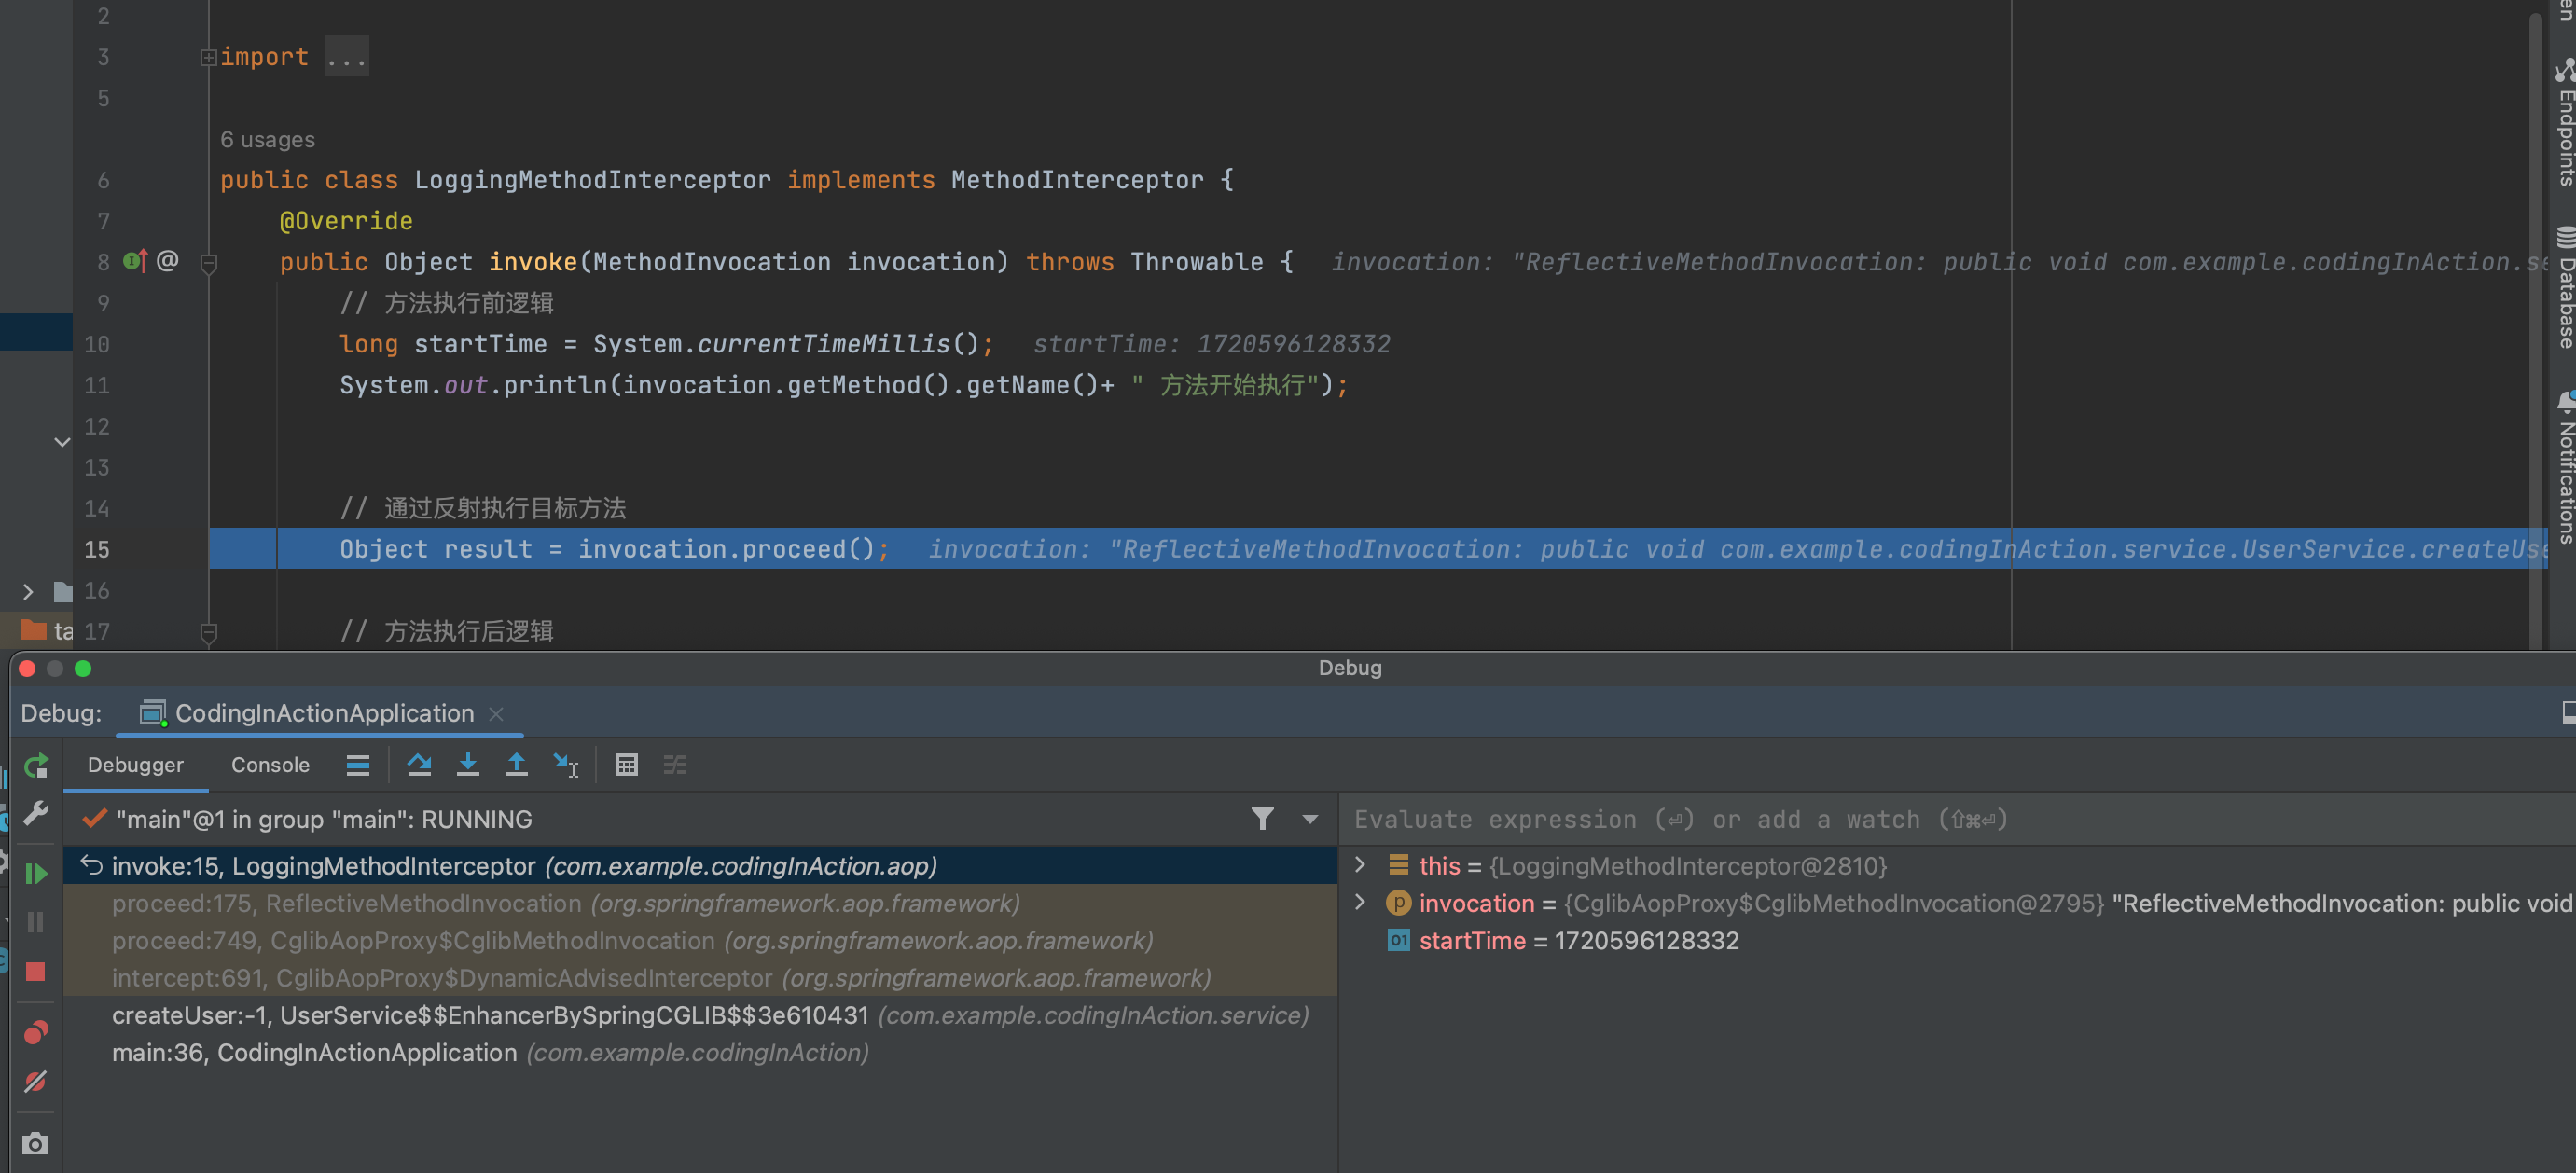 2
3 import ...
5
6 usages
6 public class LoggingMethodInterceptor implements MethodInterceptor {
7 @Override
8 public Object invoke(MethodInvocation invocation) throws Throwable { invocation: "ReflectiveMethodInvocation: public void com.example.codingInAction.se
9 // 方法执行前逻辑
10 long startTime = System.currentTimeMillis(); startTime: 1720596128332
11 System.out.println(invocation.getMethod().getName()+ " 方法开始执行");
12
13
14 // 通过反射执行目标方法
15 Object result = invocation.proceed(); invocation: "ReflectiveMethodInvocation: public void com.example.codingInAction.service.UserService.createUse
16
ta 17 // 方法执行后逻辑
en
Endpoints
Database
Notifications
Debug
Debug: CodingInActionApplication
Debugger Console
"main"@1 in group "main": RUNNING
Evaluate expression (⏎) or add a watch (⇧⌘⏎)
invoke:15, LoggingMethodInterceptor (com.example.codingInAction.aop)
proceed:175, ReflectiveMethodInvocation (org.springframework.aop.framework)
proceed:749, CglibAopProxy$CglibMethodInvocation (org.springframework.aop.framework)
intercept:691, CglibAopProxy$DynamicAdvisedInterceptor (org.springframework.aop.framework)
createUser:-1, UserService$$EnhancerBySpringCGLIB$$3e610431 (com.example.codingInAction.service)
main:36, CodingInActionApplication (com.example.codingInAction)
this = {LoggingMethodInterceptor@2810}
invocation = {CglibAopProxy$CglibMethodInvocation@2795} "ReflectiveMethodInvocation: public void
startTime = 1720596128332